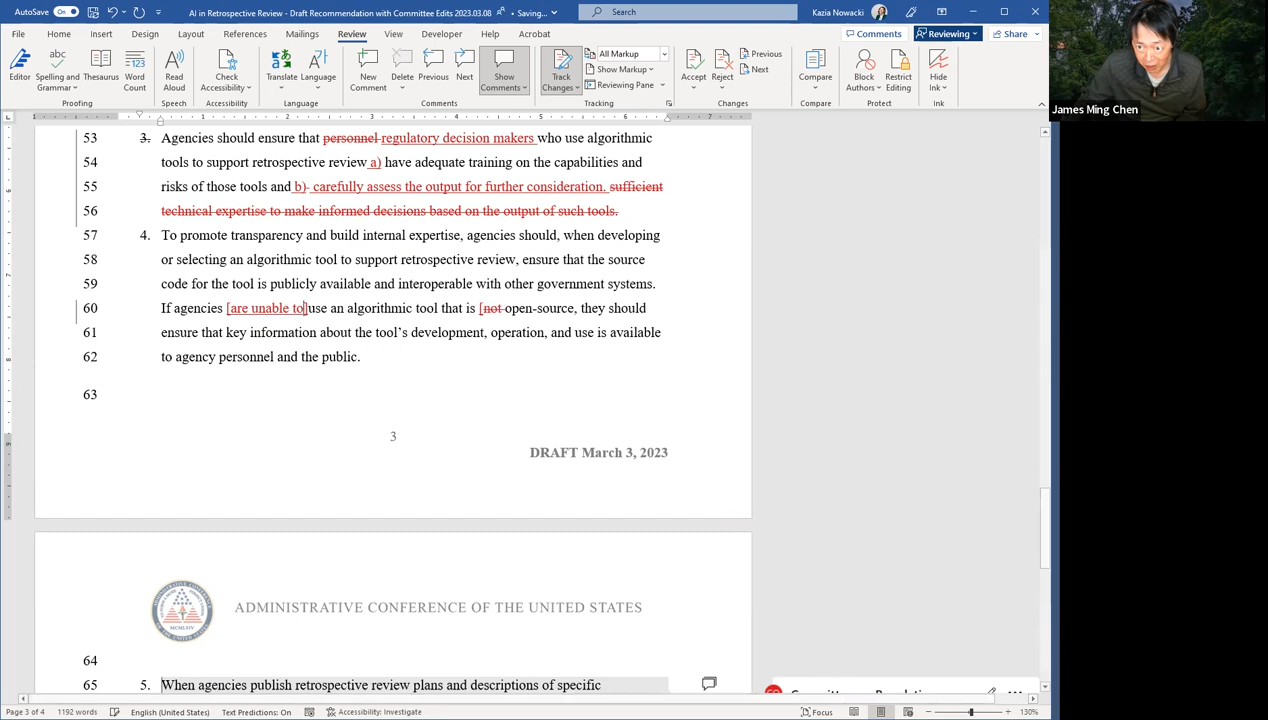 AutoSave On AI in Retrospective Review - Draft Recommendation with Committee Edits 2023.03.08 • Saving... Search Kazia Nowacki
File Home Insert Design Layout References Mailings Review View Developer Help Acrobat Comments Reviewing Share
Editor Spelling and Grammar Thesaurus Word Count Read Aloud Check Accessibility Translate Language New Comment Delete Previous Next Show Comments Track Changes All Markup Show Markup Reviewing Pane Accept Reject Previous Next Compare Block Authors Restrict Editing Hide Ink
Proofing Speech Accessibility Language Comments Tracking Changes Compare Protect Ink
James Ming Chen
1 1 2 3 4 5 6 7
53 3. Agencies should ensure that personnel regulatory decision makers who use algorithmic
54 tools to support retrospective review a) have adequate training on the capabilities and
55 risks of those tools and b) carefully assess the output for further consideration. sufficient
56 technical expertise to make informed decisions based on the output of such tools.
57 4. To promote transparency and build internal expertise, agencies should, when developing
58 or selecting an algorithmic tool to support retrospective review, ensure that the source
59 code for the tool is publicly available and interoperable with other government systems.
60 If agencies [are unable to]use an algorithmic tool that is [not open-source, they should
61 ensure that key information about the tool's development, operation, and use is available
62 to agency personnel and the public.
63
3
DRAFT March 3, 2023
ADMINISTRATIVE CONFERENCE OF THE UNITED STATES
64
65 5. When agencies publish retrospective review plans and descriptions of specific
Page 3 of 4 1192 words English (United States) Text Predictions: On Accessibility: Investigate Focus 130%